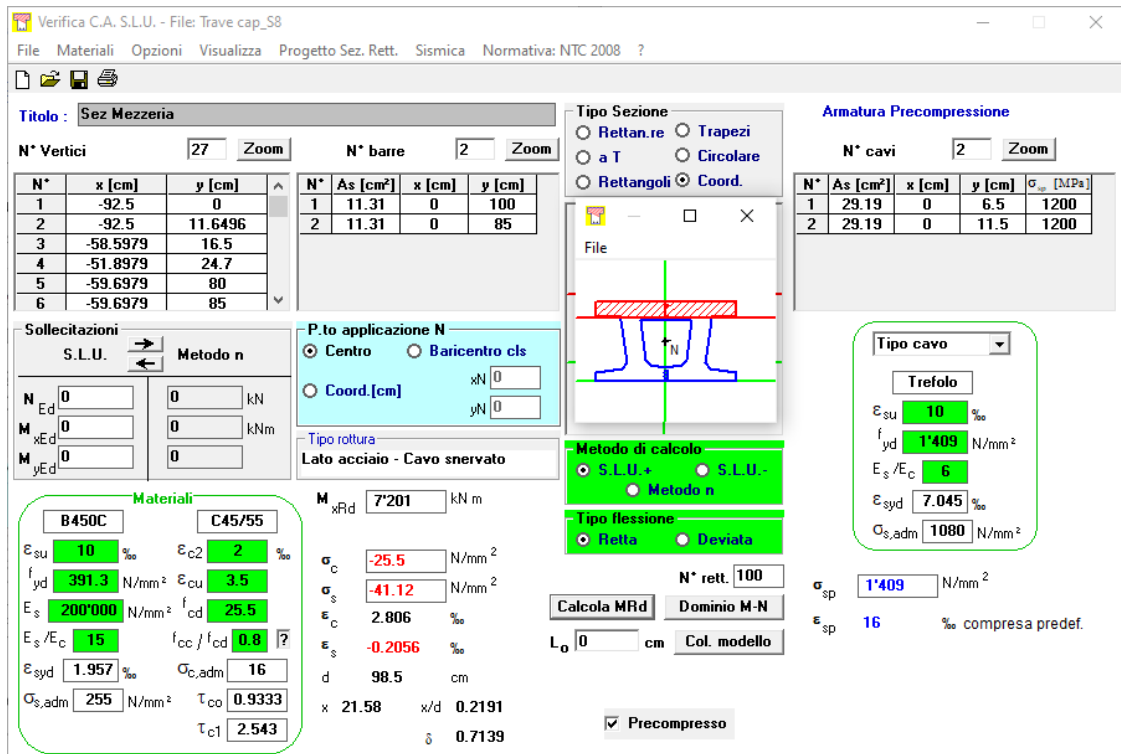 Verifica C.A. S.L.U. - File: Trave cap_S8
File Materiali Opzioni Visualizza Progetto Sez. Rett. Sismica Normativa: NTC 2008 ?
Titolo : Sez Mezzeria
N° Vertici 27 Zoom
N° barre 2 Zoom
N° x [cm] y [cm]
1 -92.5 0
2 -92.5 11.6496
3 -58.5979 16.5
4 -51.8979 24.7
5 -59.6979 80
6 -59.6979 85
N° As [cm²] x [cm] y [cm]
1 11.31 0 100
2 11.31 0 85
Tipo Sezione
Rettan.re Trapezi
a T Circolare
Rettangoli Coord.
File
N
Armatura Precompressione
N° cavi 2 Zoom
N° As [cm²] x [cm] y [cm] σsp [MPa]
1 29.19 0 6.5 1200
2 29.19 0 11.5 1200
Sollecitazioni
S.L.U. Metodo n
N Ed 0 0 kN
M xEd 0 0 kNm
M yEd 0 0
P.to applicazione N
Centro Baricentro cls
Coord.[cm] xN 0
yN 0
Tipo rottura
Lato acciaio - Cavo snervato
Materiali
B450C C45/55
εsu 10 ‰ εc2 2 ‰
fyd 391.3 N/mm² εcu 3.5
Es 200'000 N/mm² fcd 25.5
Es /Ec 15 fcc / fcd 0.8 ?
εsyd 1.957 ‰ σc,adm 16
σs,adm 255 N/mm² τco 0.9333
τc1 2.543
M xRd 7'201 kN m
σc -25.5 N/mm²
σs -41.12 N/mm²
εc 2.806 ‰
εs -0.2056 ‰
d 98.5 cm
x 21.58 x/d 0.2191
δ 0.7139
Metodo di calcolo
S.L.U.+ S.L.U.-
Metodo n
Tipo flessione
Retta Deviata
N° rett. 100
Calcola MRd Dominio M-N
Lo 0 cm Col. modello
Precompresso
Tipo cavo
Trefolo
εsu 10 ‰
fyd 1'409 N/mm²
Es /Ec 6
εsyd 7.045 ‰
σs,adm 1080 N/mm²
σsp 1'409 N/mm²
εsp 16 ‰ compresa predef.